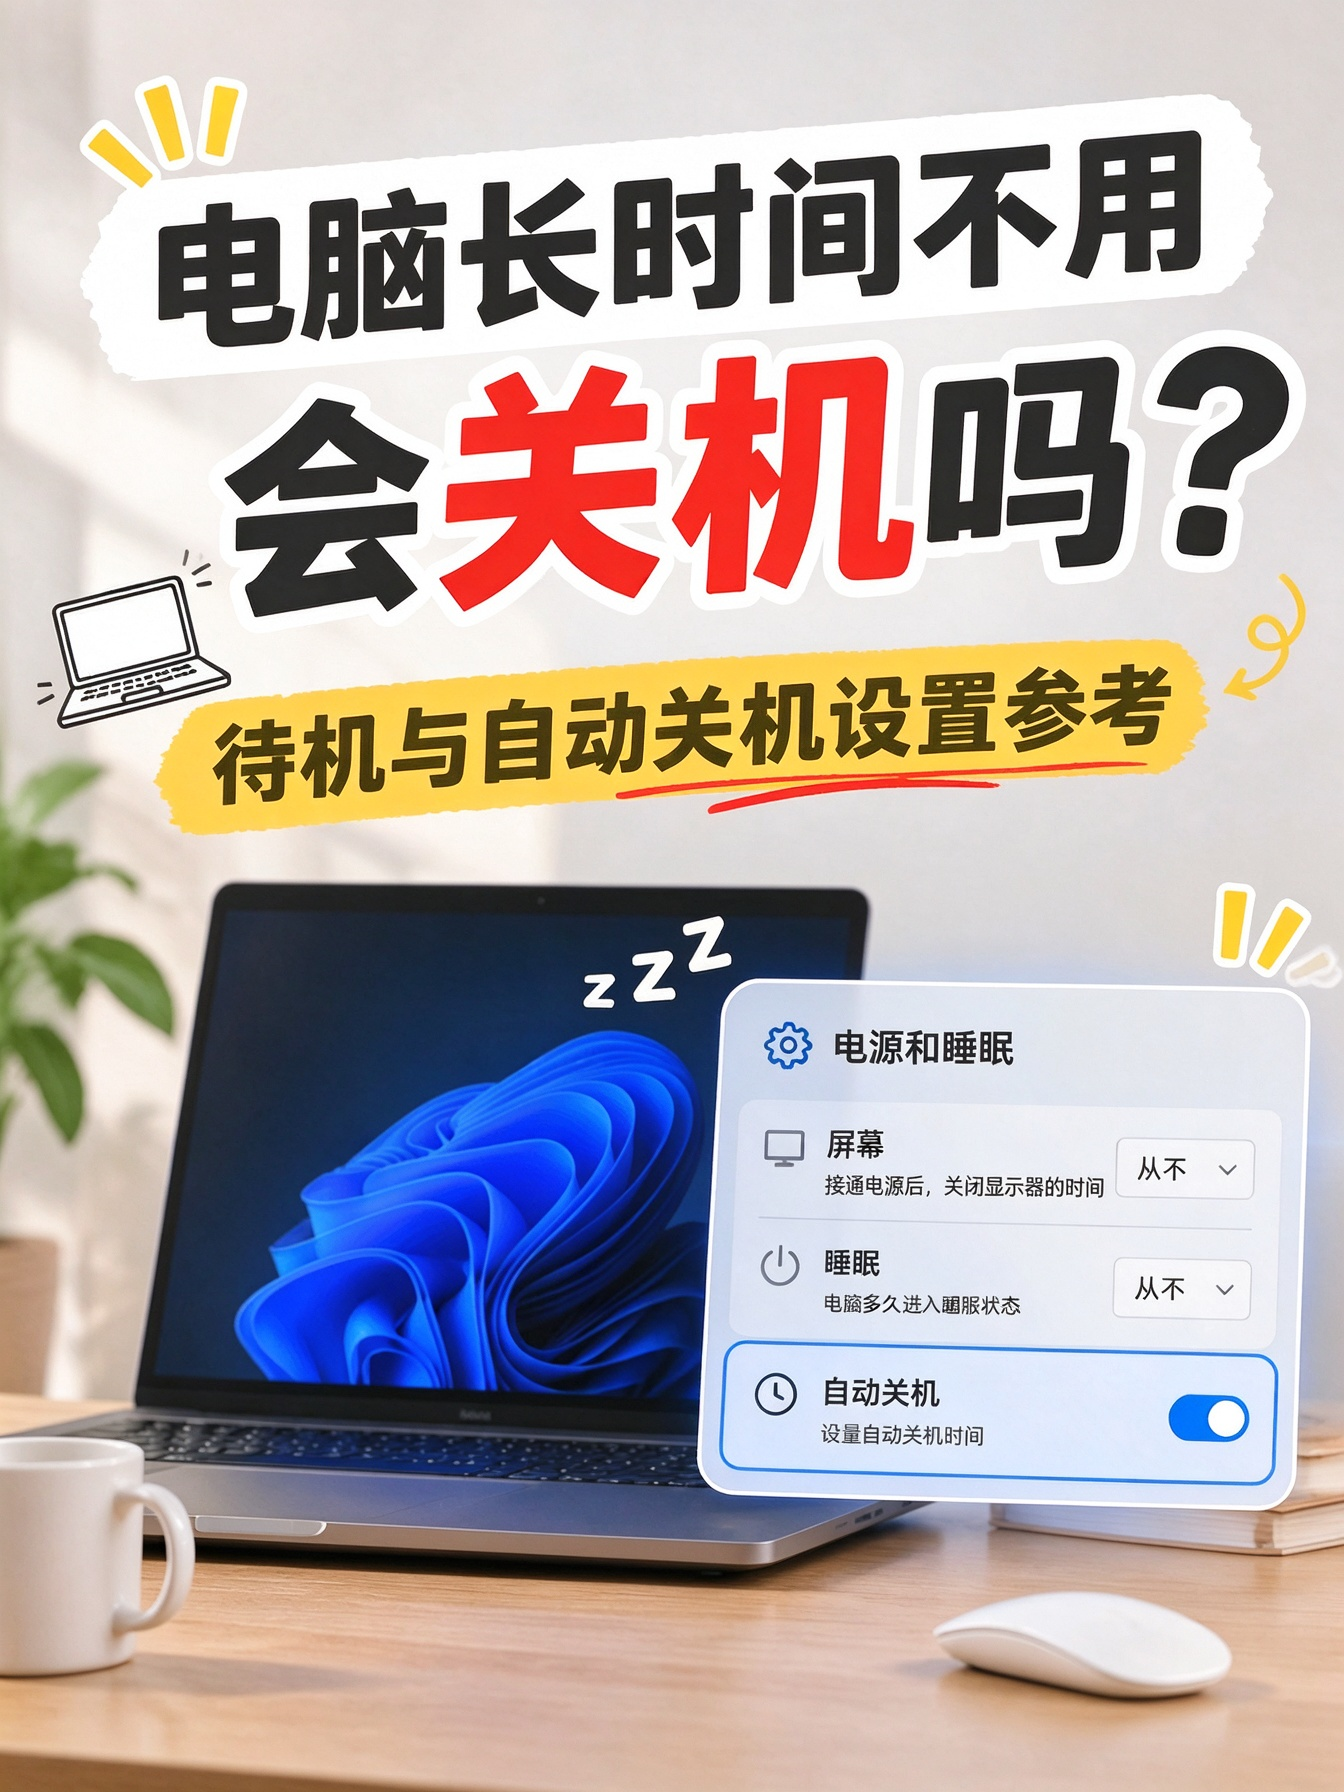 电脑长时间不用
会关机吗?
待机与自动关机设置参考
zZZ
电源和睡眠
屏幕
接通电源后，关闭显示器的时间
从不
睡眠
电脑多久进入状态
从不
自动关机
设量自动关机时间